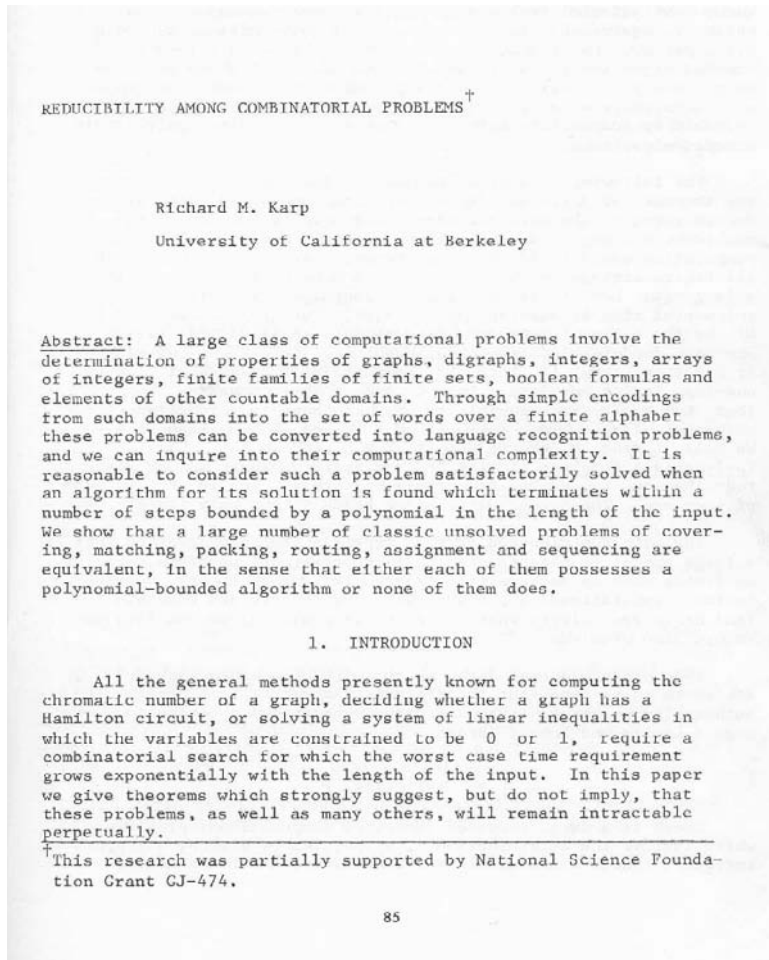 REDUCIBILITY AMONG COMBINATORIAL PROBLEMS†
Richard M. Karp
University of California at Berkeley
Abstract: A large class of computational problems involve the
determination of properties of graphs, digraphs, integers, arrays
of integers, finite families of finite sets, boolean formulas and
elements of other countable domains. Through simple encodings
from such domains into the set of words over a finite alphabet
these problems can be converted into language recognition problems,
and we can inquire into their computational complexity. It is
reasonable to consider such a problem satisfactorily solved when
an algorithm for its solution is found which terminates within a
number of steps bounded by a polynomial in the length of the input.
We show that a large number of classic unsolved problems of cover-
ing, matching, packing, routing, assignment and sequencing are
equivalent, in the sense that either each of them possesses a
polynomial-bounded algorithm or none of them does.
1. INTRODUCTION
All the general methods presently known for computing the
chromatic number of a graph, deciding whether a graph has a
Hamilton circuit, or solving a system of linear inequalities in
which the variables are constrained to be 0 or 1, require a
combinatorial search for which the worst case time requirement
grows exponentially with the length of the input. In this paper
we give theorems which strongly suggest, but do not imply, that
these problems, as well as many others, will remain intractable
perpetually.
†This research was partially supported by National Science Founda-
tion Grant GJ-474.
85